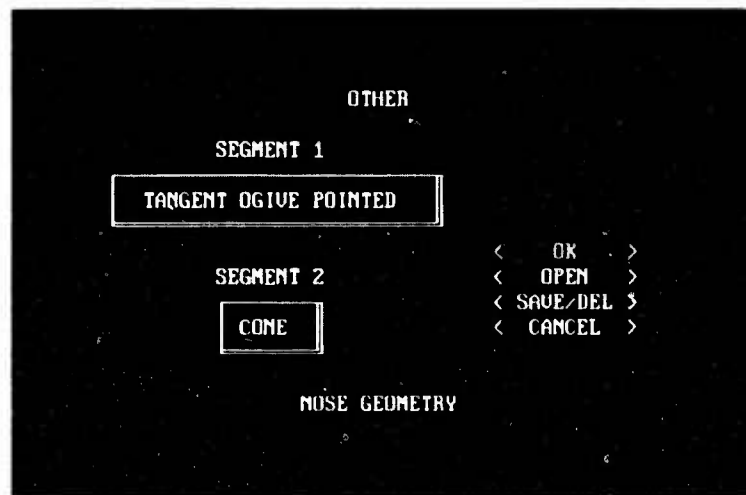 OTHER
SEGMENT 1
TANGENT OGIVE POINTED
SEGMENT 2
CONE
< OK >
< OPEN >
< SAVE/DEL >
< CANCEL >
NOSE GEOMETRY